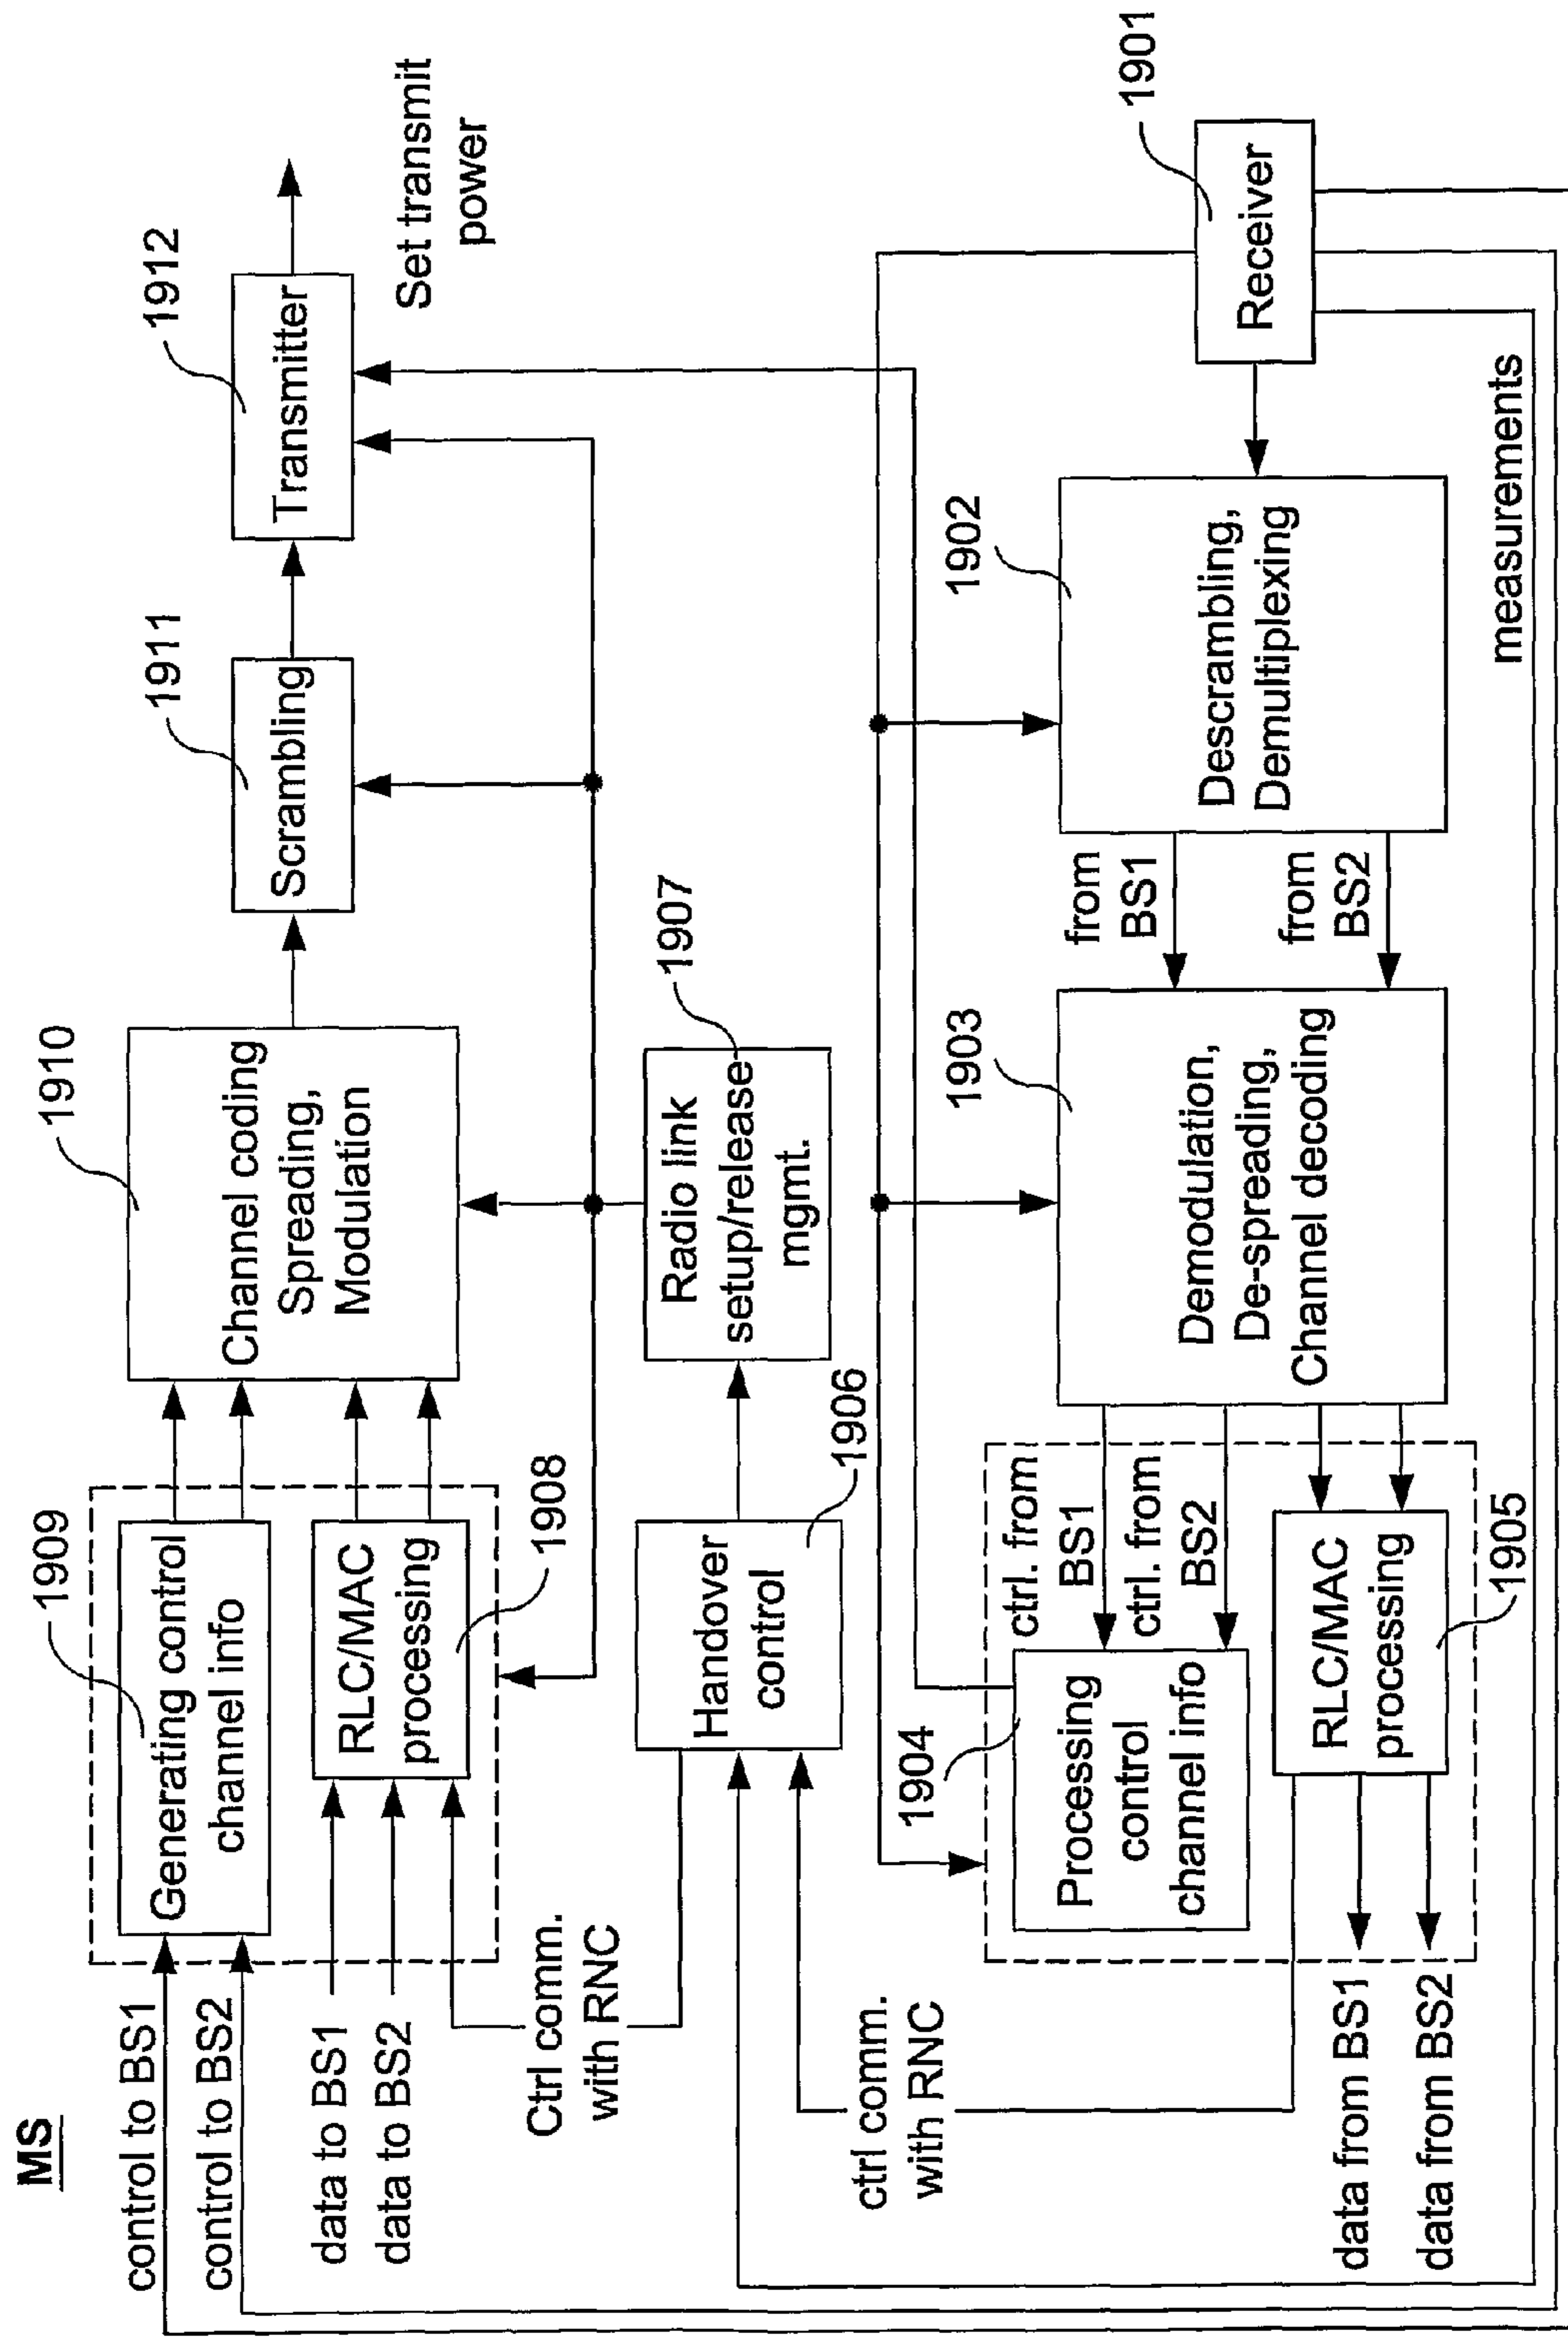 MS
control to BS1
control to BS2
data to BS1
data to BS2
Ctrl comm.
with RNC
1909
Generating control
channel info
RLC/MAC
processing
1908
1910
Channel coding
Spreading,
Modulation
1911
Scrambling
1912
Transmitter
Set transmit
power
Handover
control
1906
Radio link
setup/release
mgmt.
1907
ctrl comm.
with RNC
1904
Processing
control
channel info
ctrl. from
BS1
ctrl. from
BS2
RLC/MAC
processing
1905
data from BS1
data from BS2
1903
Demodulation,
De-spreading,
Channel decoding
from
BS1
from
BS2
1902
Descrambling,
Demultiplexing
1901
Receiver
measurements